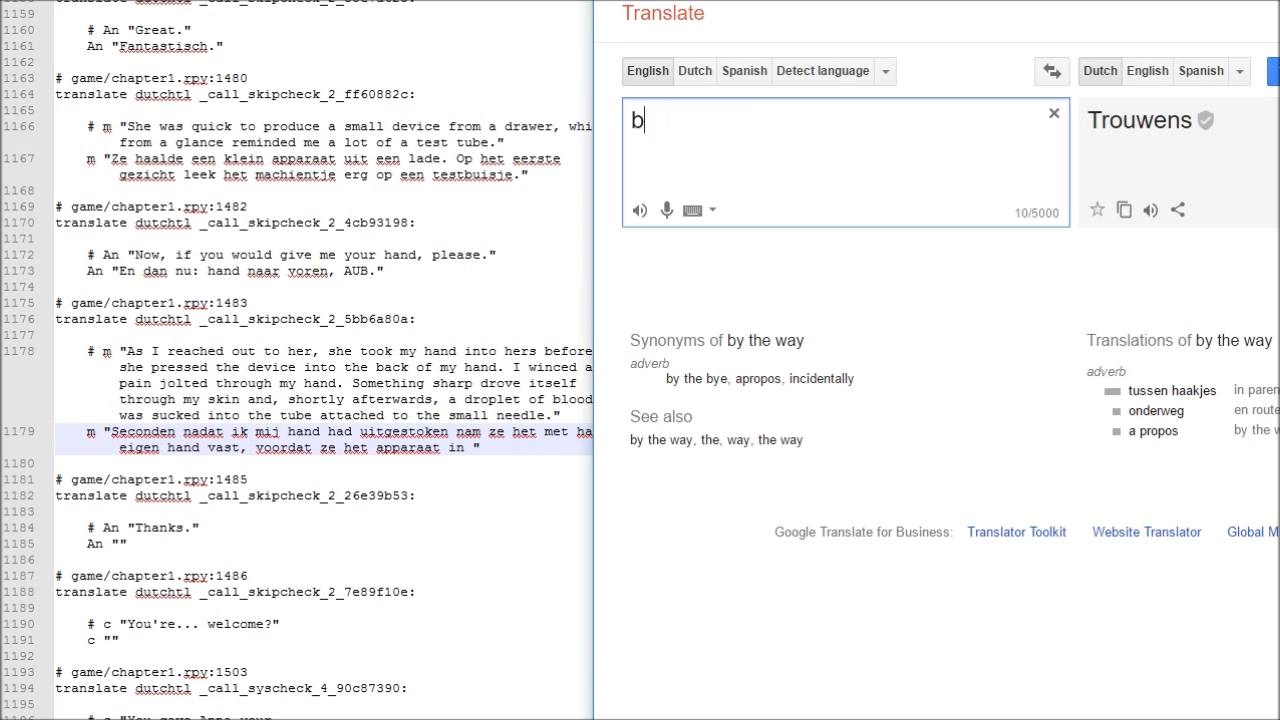 1159
1160 # An "Great."
1161 An "Fantastisch."
1162
1163 # game/chapter1.rpy:1480
1164 translate dutchtl _call_skipcheck_2_ff60882c:
1165
1166 # m "She was quick to produce a small device from a drawer, whi
from a glance reminded me a lot of a test tube."
1167 m "Ze haalde een klein apparaat uit een lade. Op het eerste
gezicht leek het machientje erg op een testbuisje."
1168
1169 # game/chapter1.rpy:1482
1170 translate dutchtl _call_skipcheck_2_4cb93198:
1171
1172 # An "Now, if you would give me your hand, please."
1173 An "En dan nu: hand naar voren, AUB."
1174
1175 # game/chapter1.rpy:1483
1176 translate dutchtl _call_skipcheck_2_5bb6a80a:
1177
1178 # m "As I reached out to her, she took my hand into hers before
she pressed the device into the back of my hand. I winced a
pain jolted through my hand. Something sharp drove itself
through my skin and, shortly afterwards, a droplet of blood
was sucked into the tube attached to the small needle."
1179 m "Seconden nadat ik mij hand had uitgestoken nam ze het met ha
eigen hand vast, voordat ze het apparaat in "
1180
1181 # game/chapter1.rpy:1485
1182 translate dutchtl _call_skipcheck_2_26e39b53:
1183
1184 # An "Thanks."
1185 An ""
1186
1187 # game/chapter1.rpy:1486
1188 translate dutchtl _call_skipcheck_2_7e89f10e:
1189
1190 # c "You're... welcome?"
1191 c ""
1192
1193 # game/chapter1.rpy:1503
1194 translate dutchtl _call_syscheck_4_90c87390:
1195
Translate
English Dutch Spanish Detect language
Dutch English Spanish
b
10/5000
Trouwens
Synonyms of by the way
adverb
by the bye, apropos, incidentally
See also
by the way, the, way, the way
Translations of by the way
adverb
tussen haakjes in paren
onderweg en route
a propos by the w
Google Translate for Business: Translator Toolkit Website Translator Global M